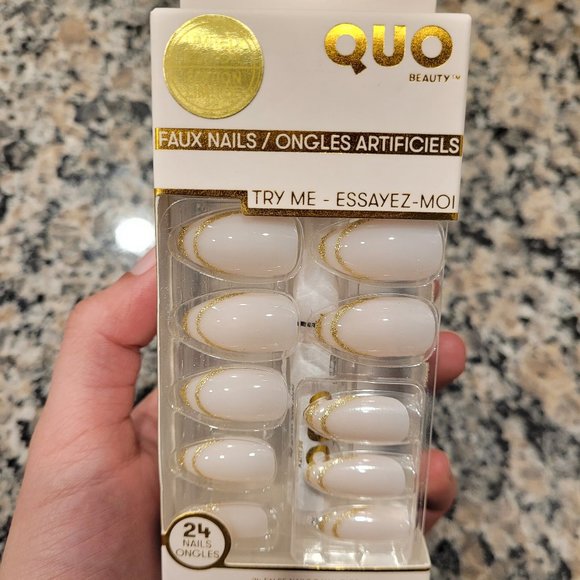 QUO
BEAUTY™
FAUX NAILS / ONGLES ARTIFICIELS
TRY ME - ESSAYEZ-MOI
24
NAILS
ONGLES